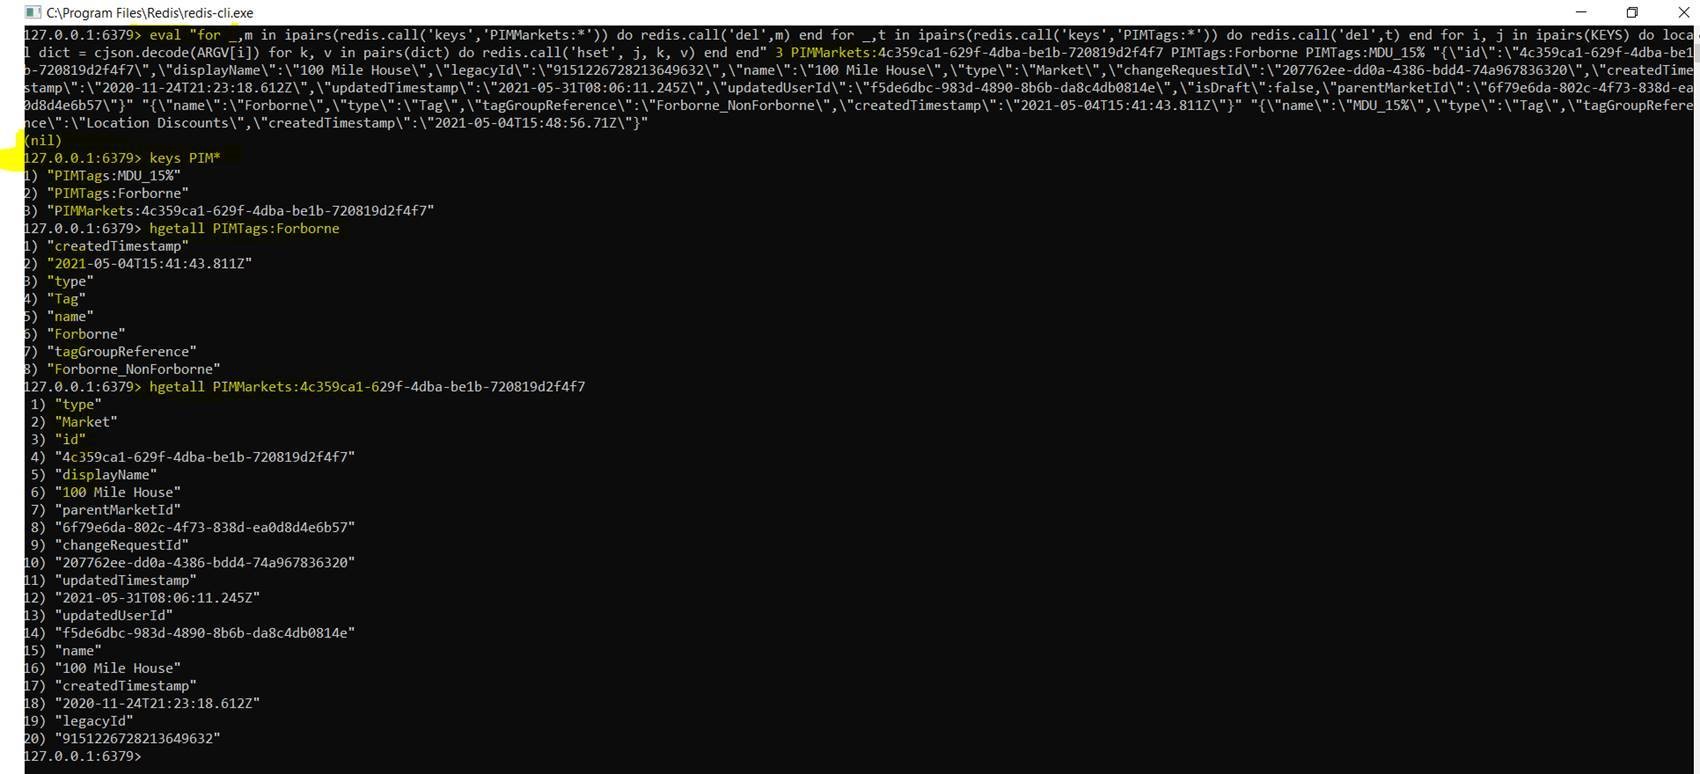 C:\Program Files\Redis\redis-cli.exe
127.0.0.1:6379> eval "for _,m in ipairs(redis.call('keys','PIMMarkets:*')) do redis.call('del',m) end for _,t in ipairs(redis.call('keys','PIMTags:*')) do redis.call('del',t) end for i, j in ipairs(KEYS) do loca
l dict = cjson.decode(ARGV[i]) for k, v in pairs(dict) do redis.call('hset', j, k, v) end end" 3 PIMMarkets:4c359ca1-629f-4dba-be1b-720819d2f4f7 PIMTags:Forborne PIMTags:MDU_15% "{\"id\":\"4c359ca1-629f-4dba-be1
b-720819d2f4f7\",\"displayName\":\"100 Mile House\",\"legacyId\":\"9151226728213649632\",\"name\":\"100 Mile House\",\"type\":\"Market\",\"changeRequestId\":\"207762ee-dd0a-4386-bdd4-74a967836320\",\"createdTime
stamp\":\"2020-11-24T21:23:18.612Z\",\"updatedTimestamp\":\"2021-05-31T08:06:11.245Z\",\"updatedUserId\":\"f5de6dbc-983d-4890-8b6b-da8c4db0814e\",\"isDraft\":false,\"parentMarketId\":\"6f79e6da-802c-4f73-838d-ea
0d8d4e6b57\"}" "{\"name\":\"Forborne\",\"type\":\"Tag\",\"tagGroupReference\":\"Forborne_NonForborne\",\"createdTimestamp\":\"2021-05-04T15:41:43.811Z\"}" "{\"name\":\"MDU_15%\",\"type\":\"Tag\",\"tagGroupRefere
nce\":\"Location Discounts\",\"createdTimestamp\":\"2021-05-04T15:48:56.71Z\"}"
(nil)
127.0.0.1:6379> keys PIM*
1) "PIMTags:MDU_15%"
2) "PIMTags:Forborne"
3) "PIMMarkets:4c359ca1-629f-4dba-be1b-720819d2f4f7"
127.0.0.1:6379> hgetall PIMTags:Forborne
1) "createdTimestamp"
2) "2021-05-04T15:41:43.811Z"
3) "type"
4) "Tag"
5) "name"
6) "Forborne"
7) "tagGroupReference"
8) "Forborne_NonForborne"
127.0.0.1:6379> hgetall PIMMarkets:4c359ca1-629f-4dba-be1b-720819d2f4f7
1) "type"
2) "Market"
3) "id"
4) "4c359ca1-629f-4dba-be1b-720819d2f4f7"
5) "displayName"
6) "100 Mile House"
7) "parentMarketId"
8) "6f79e6da-802c-4f73-838d-ea0d8d4e6b57"
9) "changeRequestId"
10) "207762ee-dd0a-4386-bdd4-74a967836320"
11) "updatedTimestamp"
12) "2021-05-31T08:06:11.245Z"
13) "updatedUserId"
14) "f5de6dbc-983d-4890-8b6b-da8c4db0814e"
15) "name"
16) "100 Mile House"
17) "createdTimestamp"
18) "2020-11-24T21:23:18.612Z"
19) "legacyId"
20) "9151226728213649632"
127.0.0.1:6379>